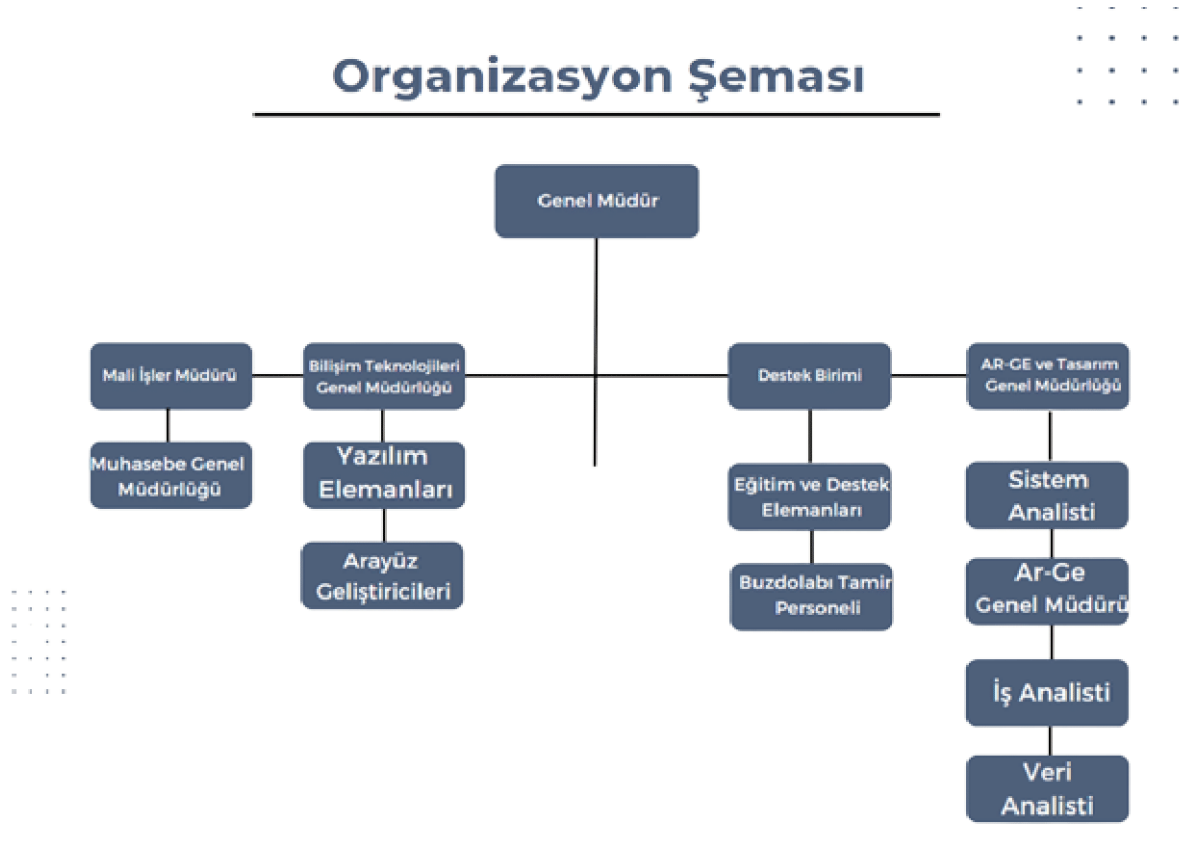 Organizasyon Şeması
Genel Müdür
Mali İşler Müdürü
Bilişim Teknolojileri
Genel Müdürlüğü
Destek Birimi
AR-GE ve Tasarım
Genel Müdürlüğü
Muhasebe Genel
Müdürlüğü
Yazılım
Elemanları
Arayüz
Geliştiricileri
Eğitim ve Destek
Elemanları
Buzdolabı Tamir
Personeli
Sistem
Analisti
Ar-Ge
Genel Müdürü
İş Analisti
Veri
Analisti